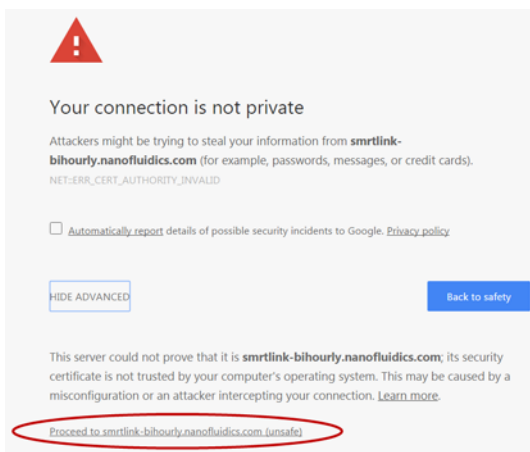 Your connection is not private
Attackers might be trying to steal your information from smrtlink-
bihourly.nanofluidics.com (for example, passwords, messages, or credit cards).
NET::ERR_CERT_AUTHORITY_INVALID
Automatically report details of possible security incidents to Google. Privacy policy
HIDE ADVANCED
Back to safety
This server could not prove that it is smrtlink-bihourly.nanofluidics.com; its security
certificate is not trusted by your computer's operating system. This may be caused by a
misconfiguration or an attacker intercepting your connection. Learn more.
Proceed to smrtlink-bihourly.nanofluidics.com (unsafe)